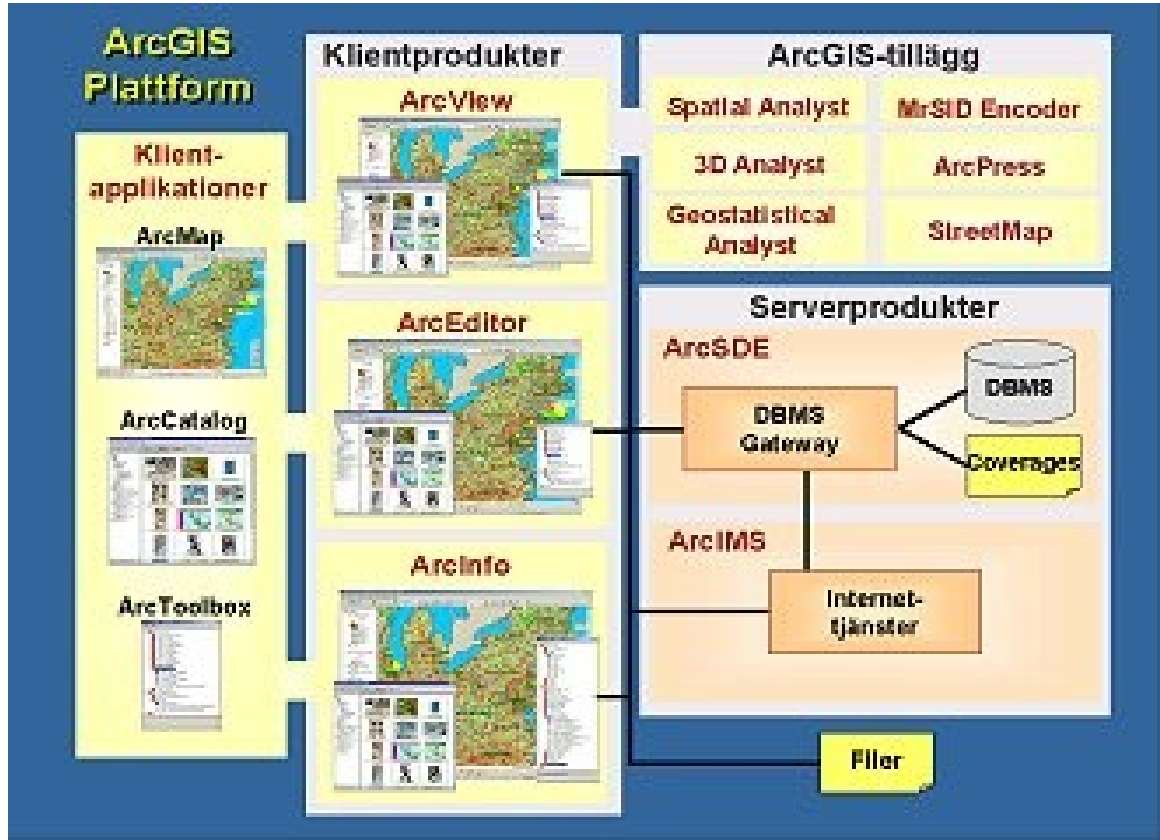 ArcGIS
Plattform
Klient-
applikationer
ArcMap
ArcCatalog
ArcToolbox
Klientprodukter
ArcView
ArcEditor
ArcInfo
ArcGIS-tillägg
Spatial Analyst
MrSID Encoder
3D Analyst
ArcPress
Geostatistical
Analyst
StreetMap
Serverprodukter
ArcSDE
DBMS
Gateway
DBMS
Coverages
ArcIMS
Internet-
tjänster
Filer